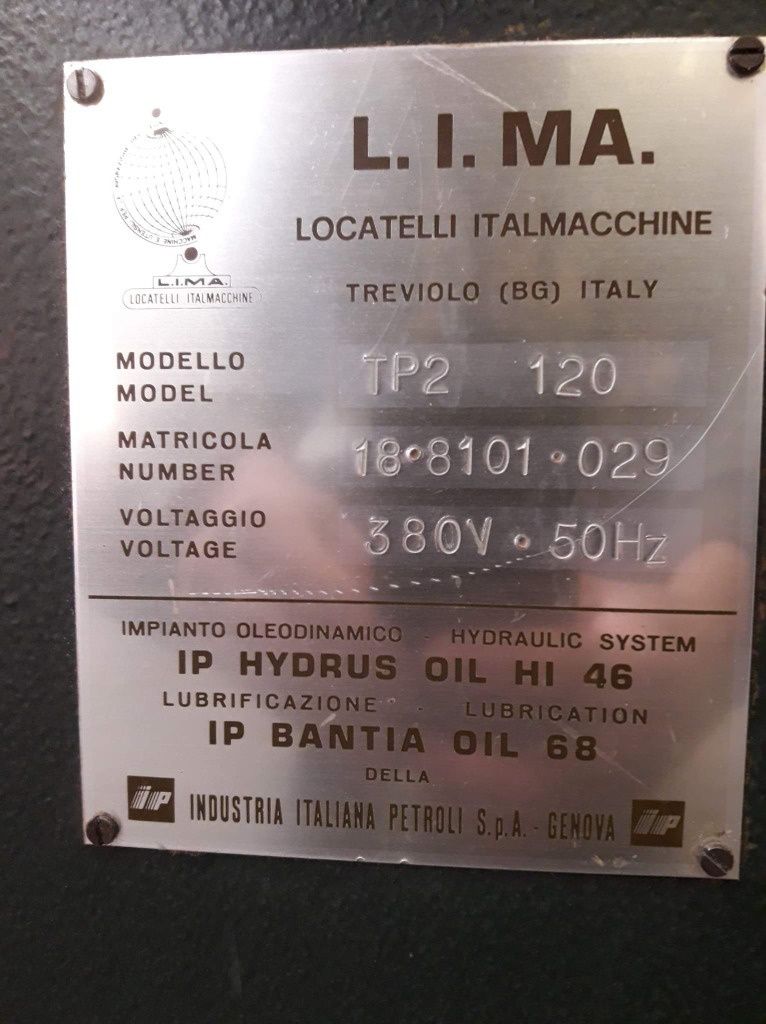 L. I. MA.
LOCATELLI ITALMACCHINE
TREVIOLO (BG) ITALY
L.I.MA.
LOCATELLI ITALMACCHINE
MODELLO
MODEL
TP2 120
MATRICOLA
NUMBER
18•8101•029
VOLTAGGIO
VOLTAGE
380V • 50Hz
IMPIANTO OLEODINAMICO - HYDRAULIC SYSTEM
IP HYDRUS OIL HI 46
LUBRIFICAZIONE - LUBRICATION
IP BANTIA OIL 68
DELLA
iP INDUSTRIA ITALIANA PETROLI S.p.A. - GENOVA iP